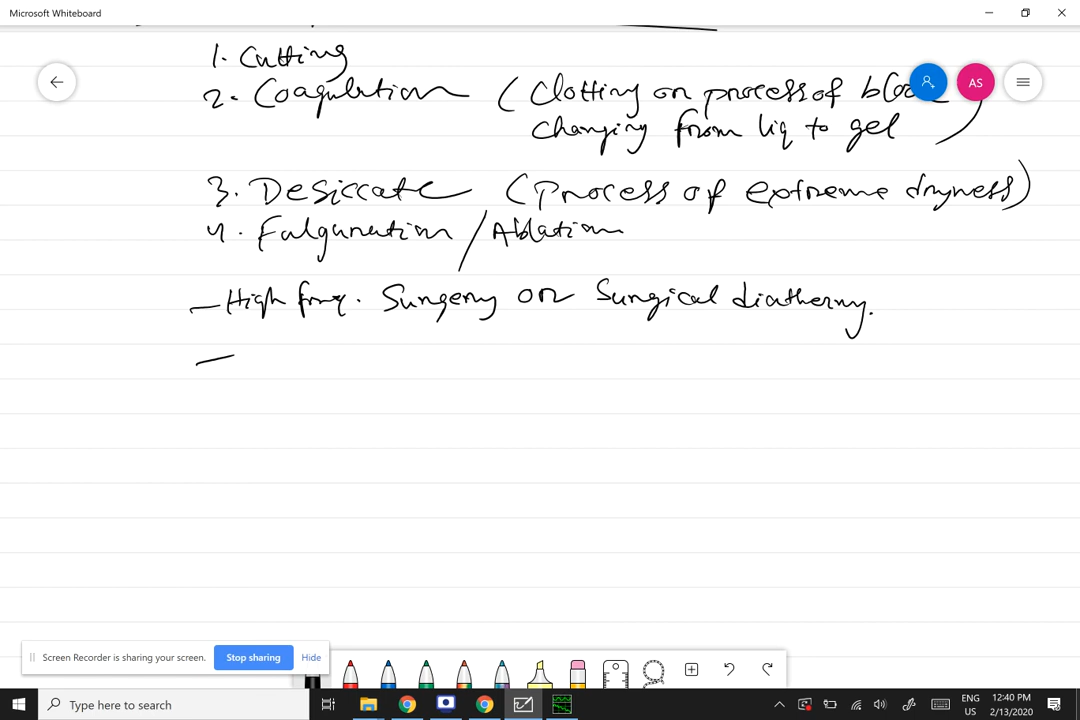 Microsoft Whiteboard
1. Cutting
2. Coagulation (Clotting or process of blood
changing from liq to gel)
AS
3. Desiccate (Process of extreme dryness)
4. Fulguration / Ablation
— High freq. Surgery or Surgical diathermy.
—
Screen Recorder is sharing your screen. Stop sharing Hide
Type here to search
ENG
US
12:40 PM
2/13/2020